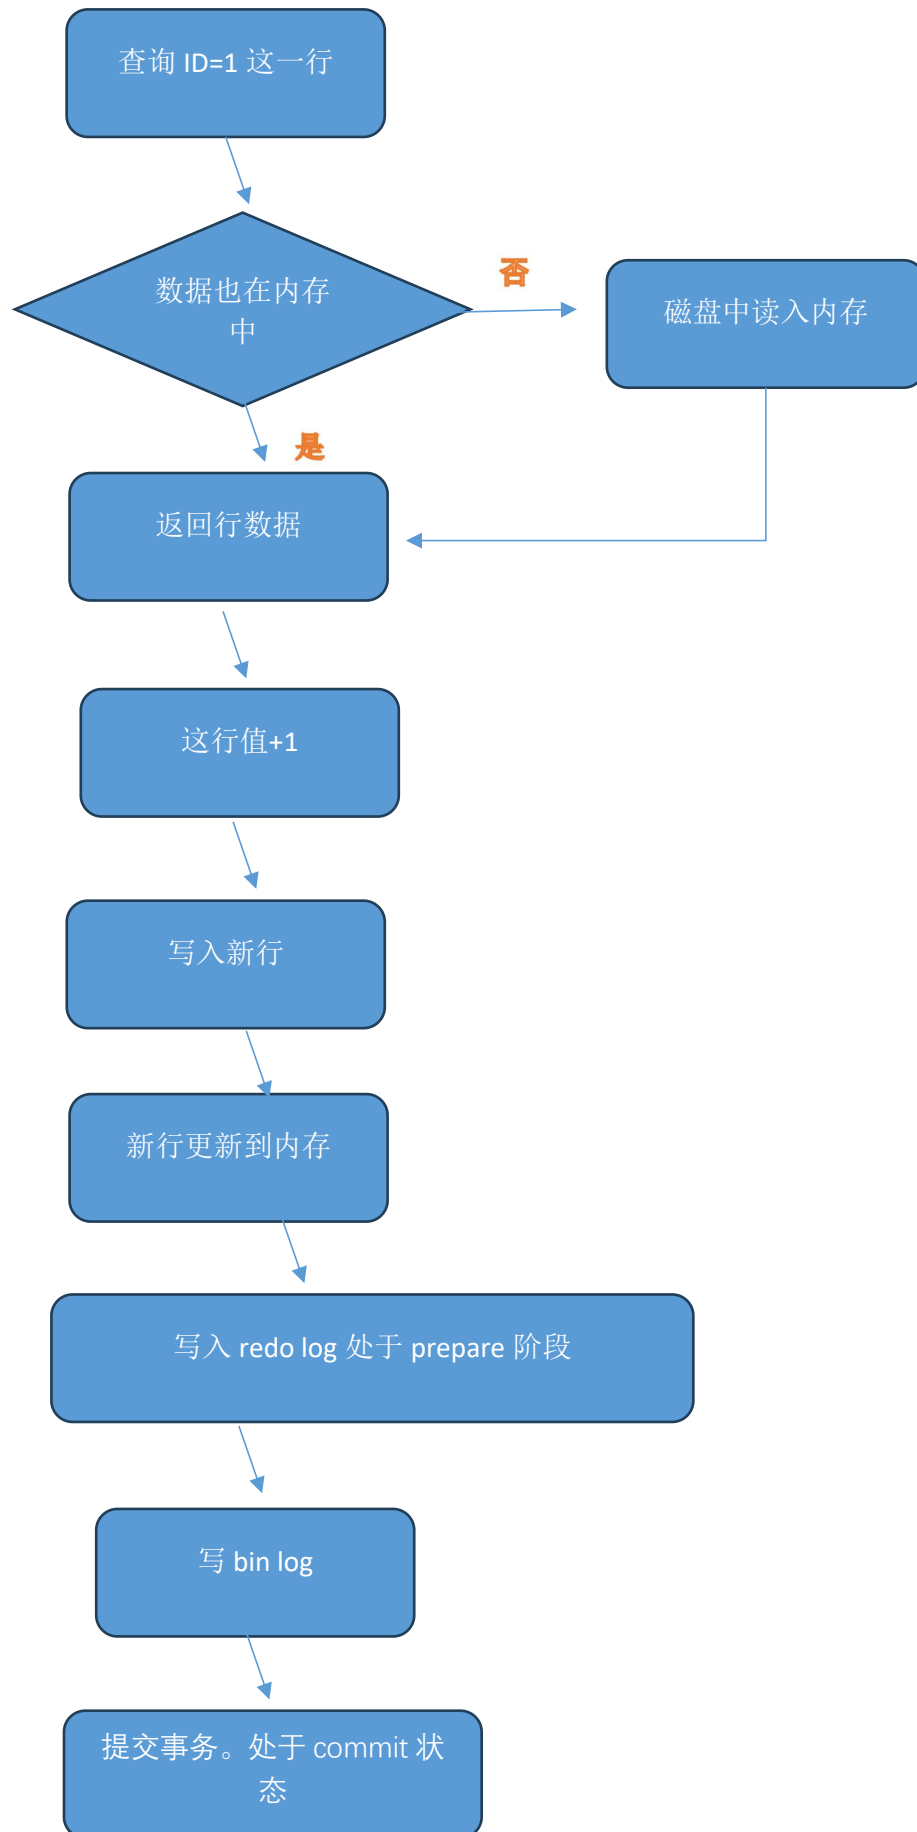 查询 ID=1 这一行
数据也在内存
中
否
磁盘中读入内存
是
返回行数据
这行值+1
写入新行
新行更新到内存
写入 redo log 处于 prepare 阶段
写 bin log
提交事务。处于 commit 状
态